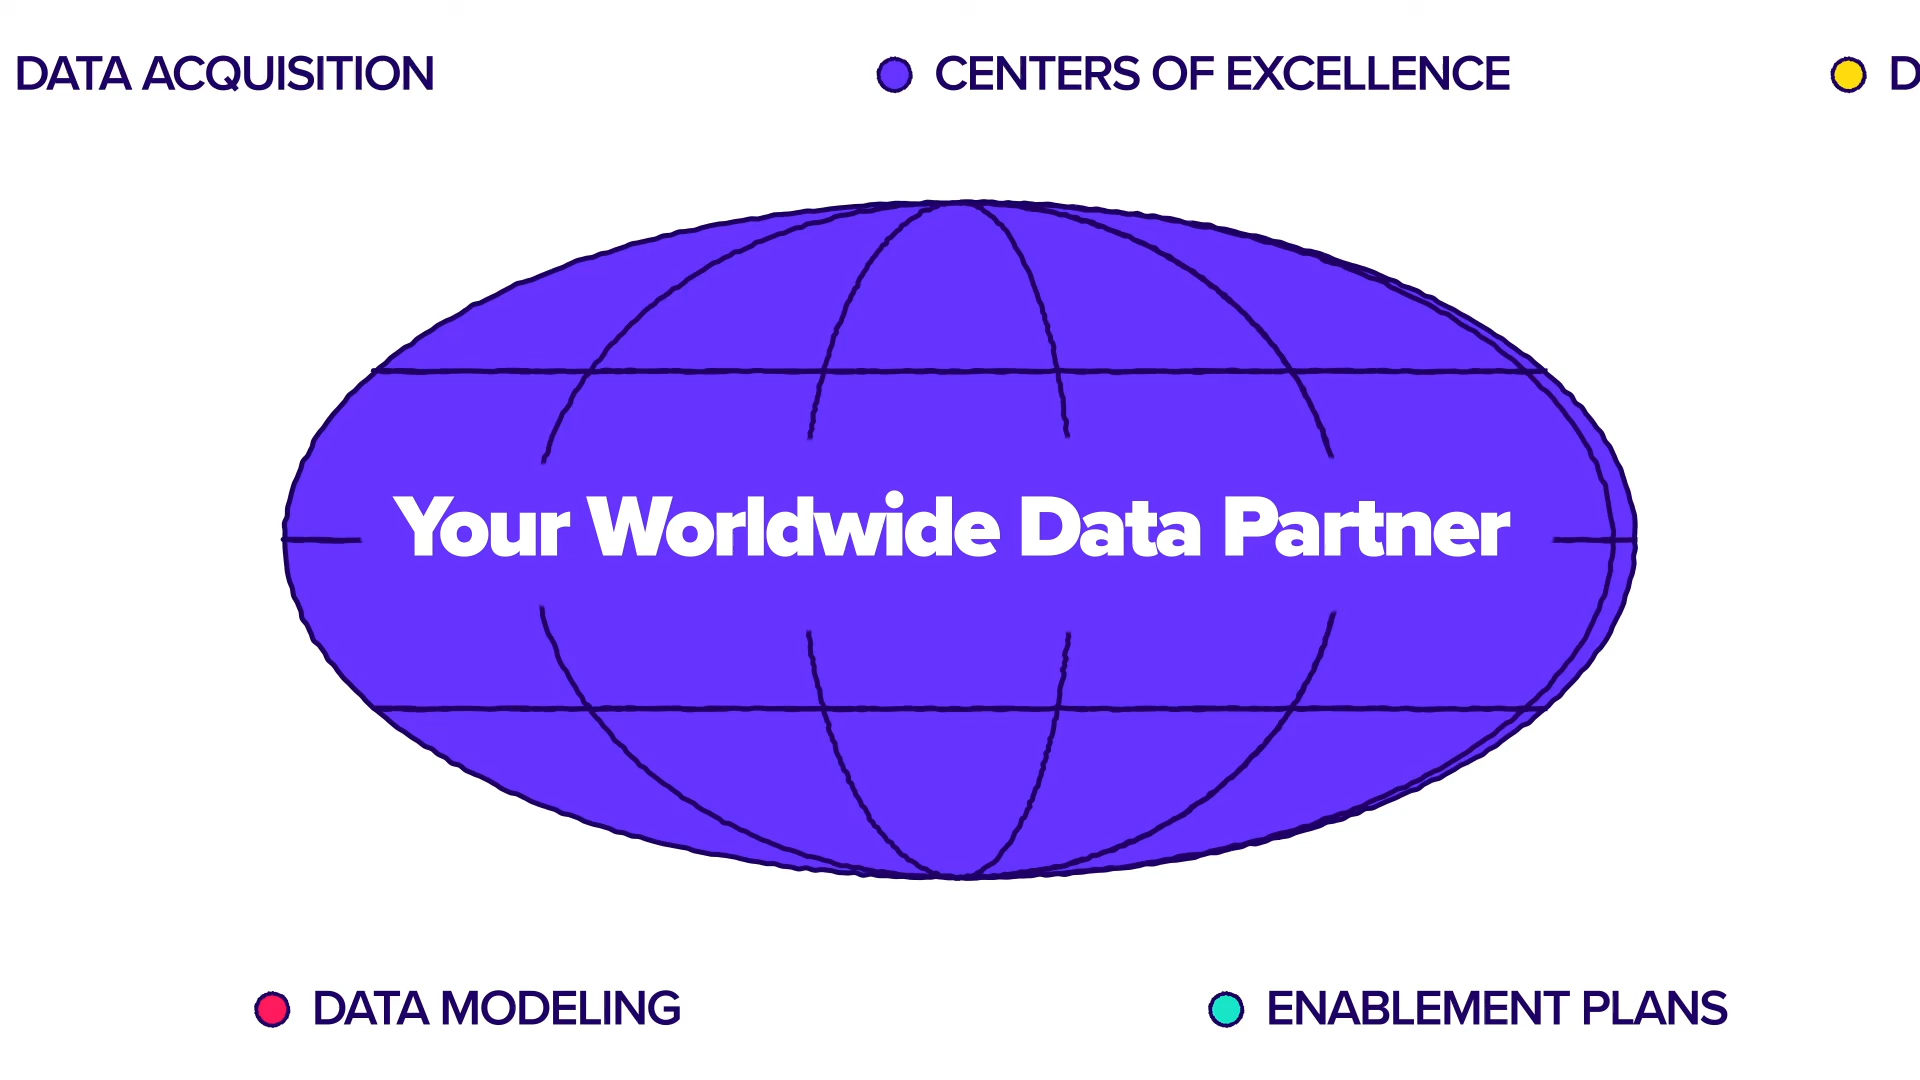 DATA ACQUISITION
CENTERS OF EXCELLENCE
D
Your Worldwide Data Partner
DATA MODELING
ENABLEMENT PLANS